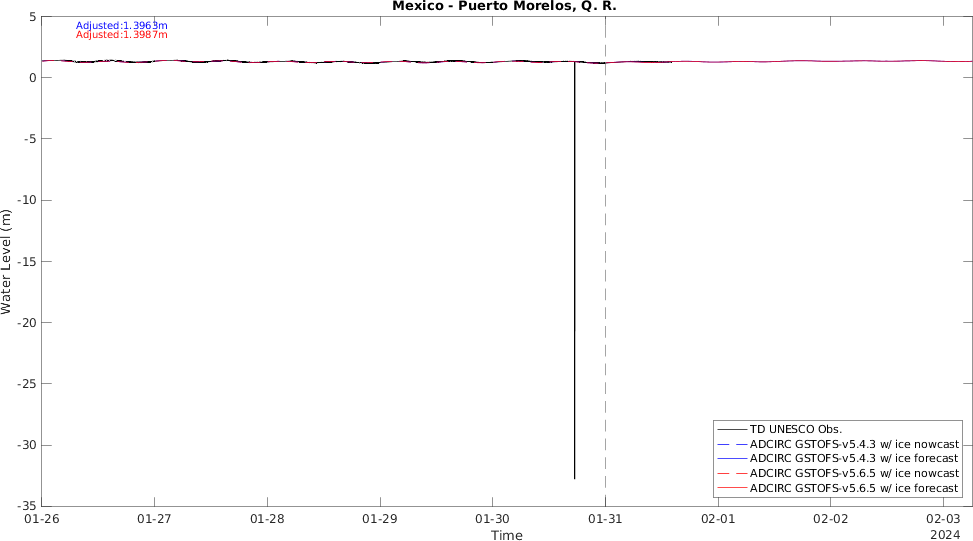 Mexico - Puerto Morelos, Q. R.
Adjusted:1.3963m
Adjusted:1.3987m
5
0
-5
-10
-15
-20
-25
-30
-35
Water Level (m)
TD UNESCO Obs.
ADCIRC GSTOFS-v5.4.3 w/ ice nowcast
ADCIRC GSTOFS-v5.4.3 w/ ice forecast
ADCIRC GSTOFS-v5.6.5 w/ ice nowcast
ADCIRC GSTOFS-v5.6.5 w/ ice forecast
01-26 01-27 01-28 01-29 01-30 01-31 02-01 02-02 02-03
Time
2024